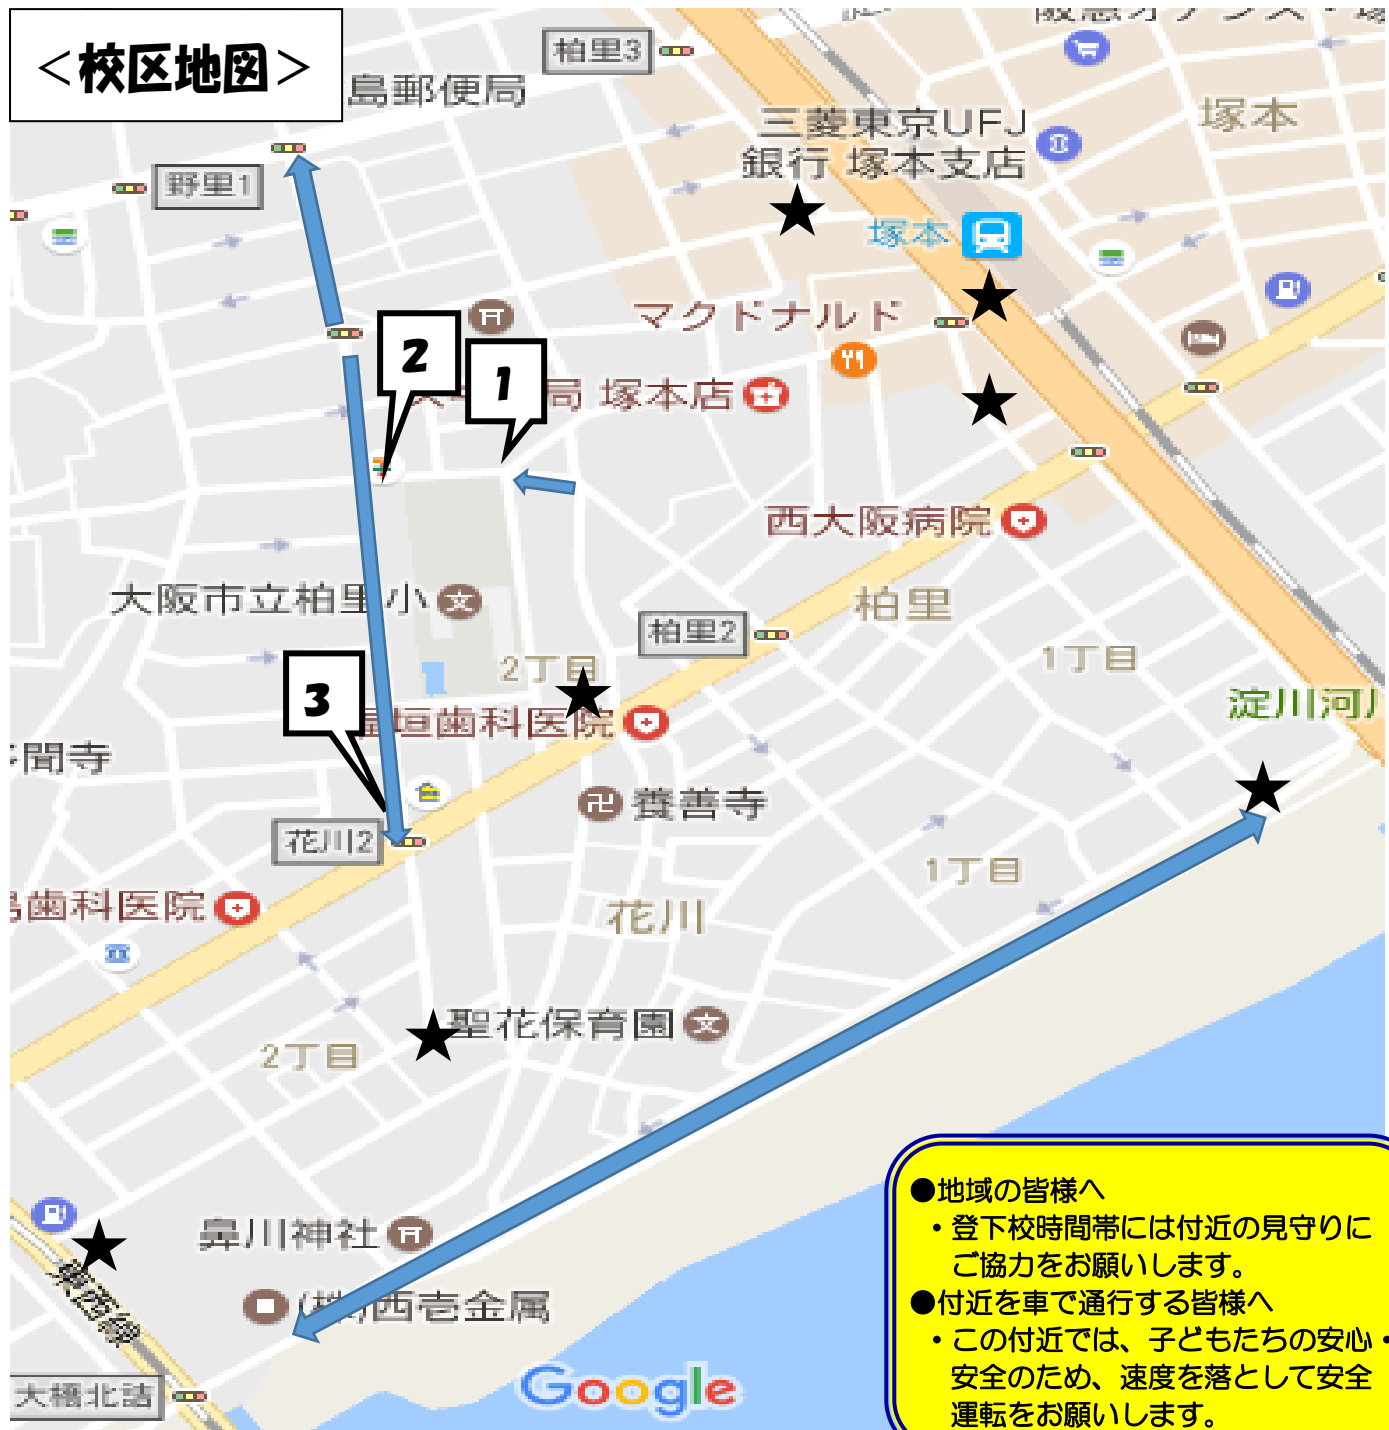 ＜校区地図＞
柏里3
島郵便局
塚本
三菱東京UFJ
銀行 塚本支店
野里1
塚本
マクドナルド
2
1
局 塚本店
西大阪病院
大阪市立柏里小
柏里
柏里2
1丁目
2丁目
淀川河川
3
垣歯科医院
聞寺
養善寺
花川2
1丁目
歯科医院
花川
聖花保育園
2丁目
鼻川神社
(株)西壱金属
大橋北詰
Google
●地域の皆様へ
・登下校時間帯には付近の見守りに
ご協力をお願いします。
●付近を車で通行する皆様へ
・この付近では、子どもたちの安心・
安全のため、速度を落として安全
運転をお願いします。